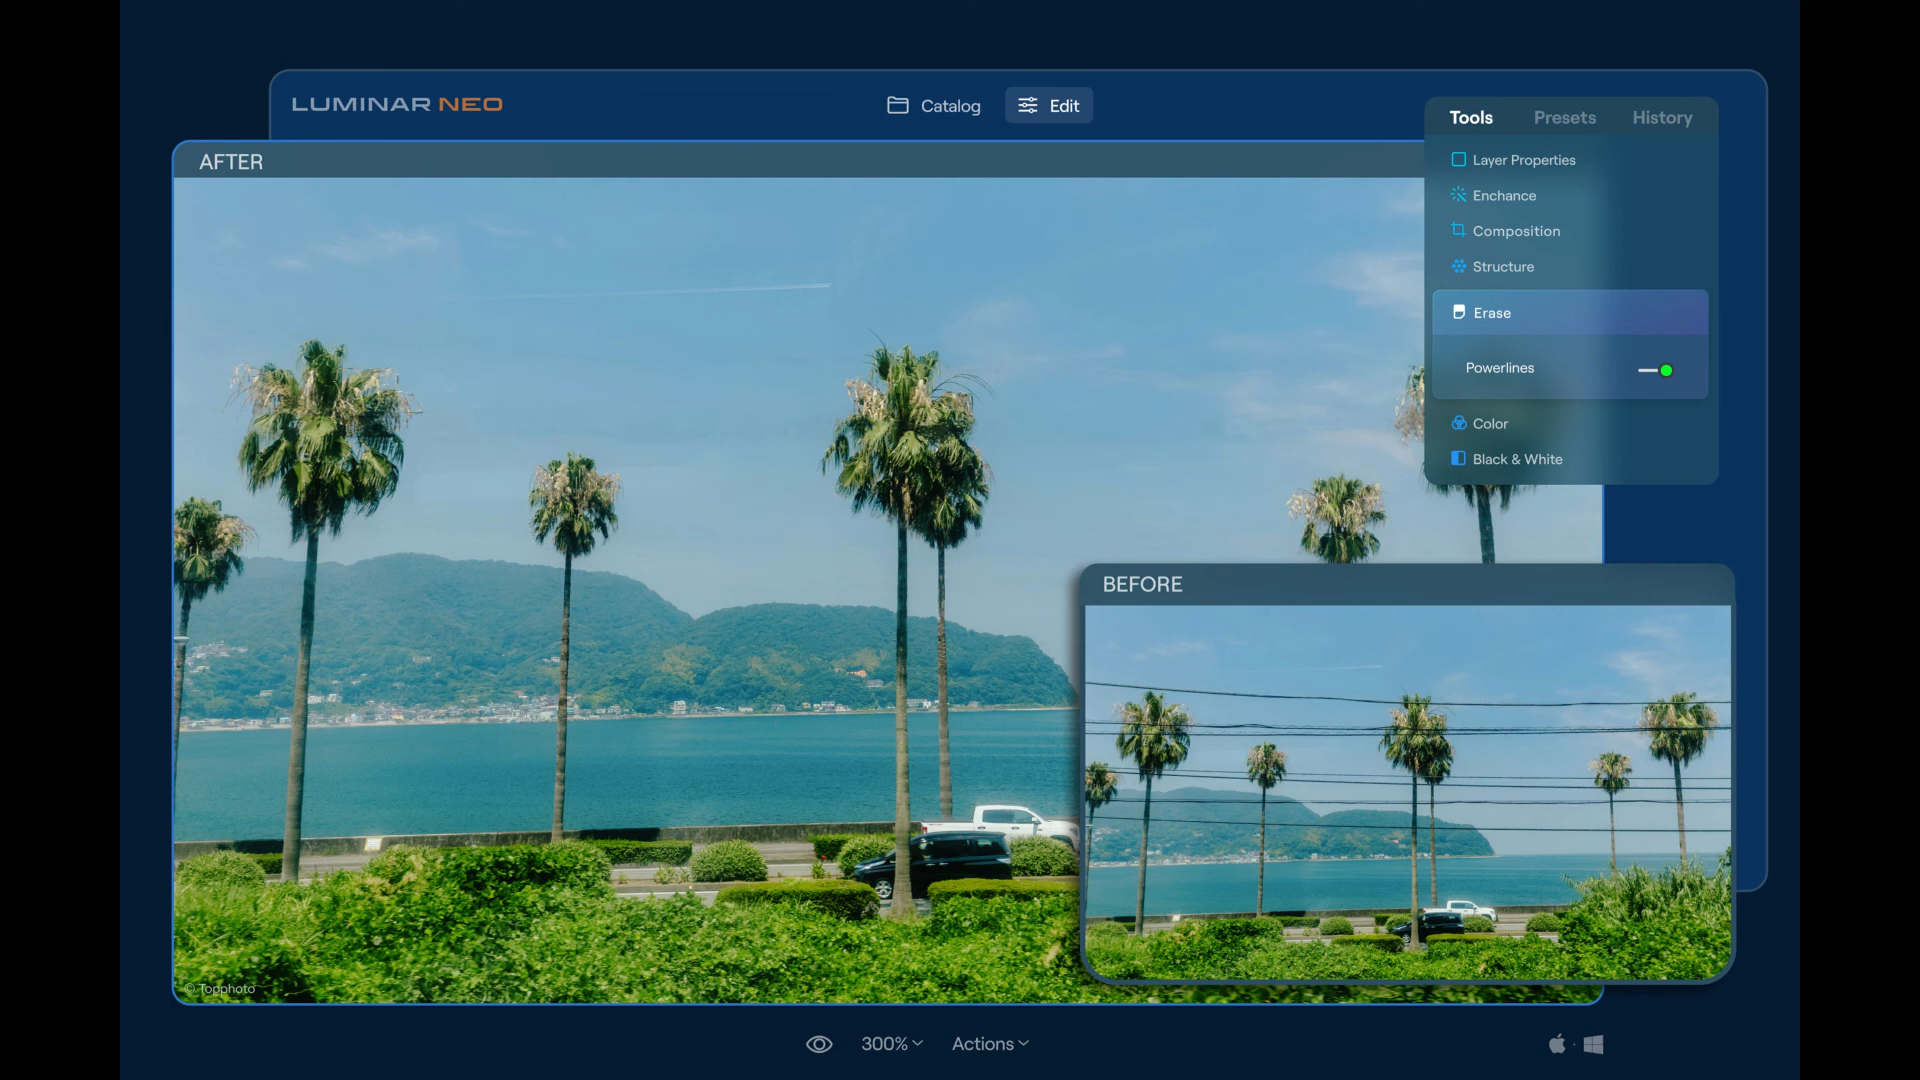 LUMINAR NEO
Catalog
Edit
Tools
Presets
History
AFTER
Layer Properties
Enchance
Composition
Structure
Erase
Powerlines
Color
Black & White
BEFORE
© Topphoto
300%
Actions